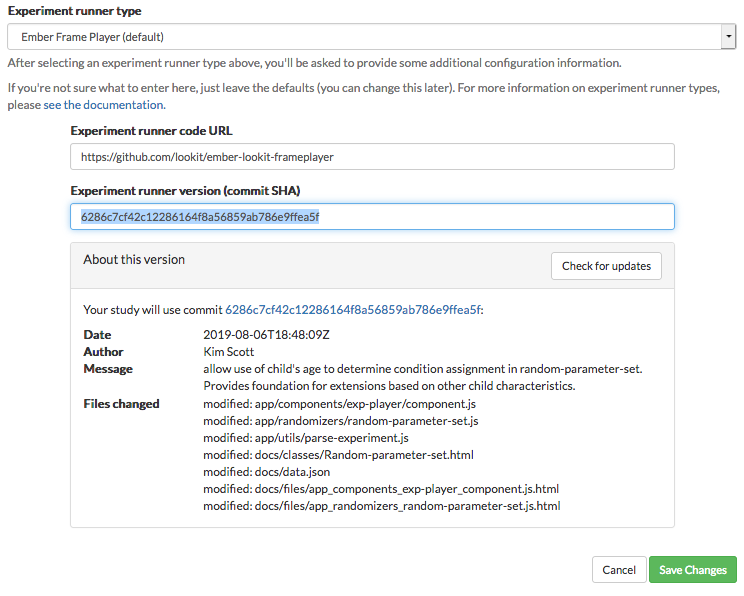 Experiment runner type
Ember Frame Player (default)
After selecting an experiment runner type above, you'll be asked to provide some additional configuration information.
If you're not sure what to enter here, just leave the defaults (you can change this later). For more information on experiment runner types,
please see the documentation.
Experiment runner code URL
https://github.com/lookit/ember-lookit-frameplayer
Experiment runner version (commit SHA)
6286c7cf42c12286164f8a56859ab786e9ffea5f
About this version
Check for updates
Your study will use commit 6286c7cf42c12286164f8a56859ab786e9ffea5f:
Date 2019-08-06T18:48:09Z
Author Kim Scott
Message allow use of child's age to determine condition assignment in random-parameter-set.
Provides foundation for extensions based on other child characteristics.
Files changed modified: app/components/exp-player/component.js
modified: app/randomizers/random-parameter-set.js
modified: app/utils/parse-experiment.js
modified: docs/classes/Random-parameter-set.html
modified: docs/data.json
modified: docs/files/app_components_exp-player_component.js.html
modified: docs/files/app_randomizers_random-parameter-set.js.html
Cancel
Save Changes